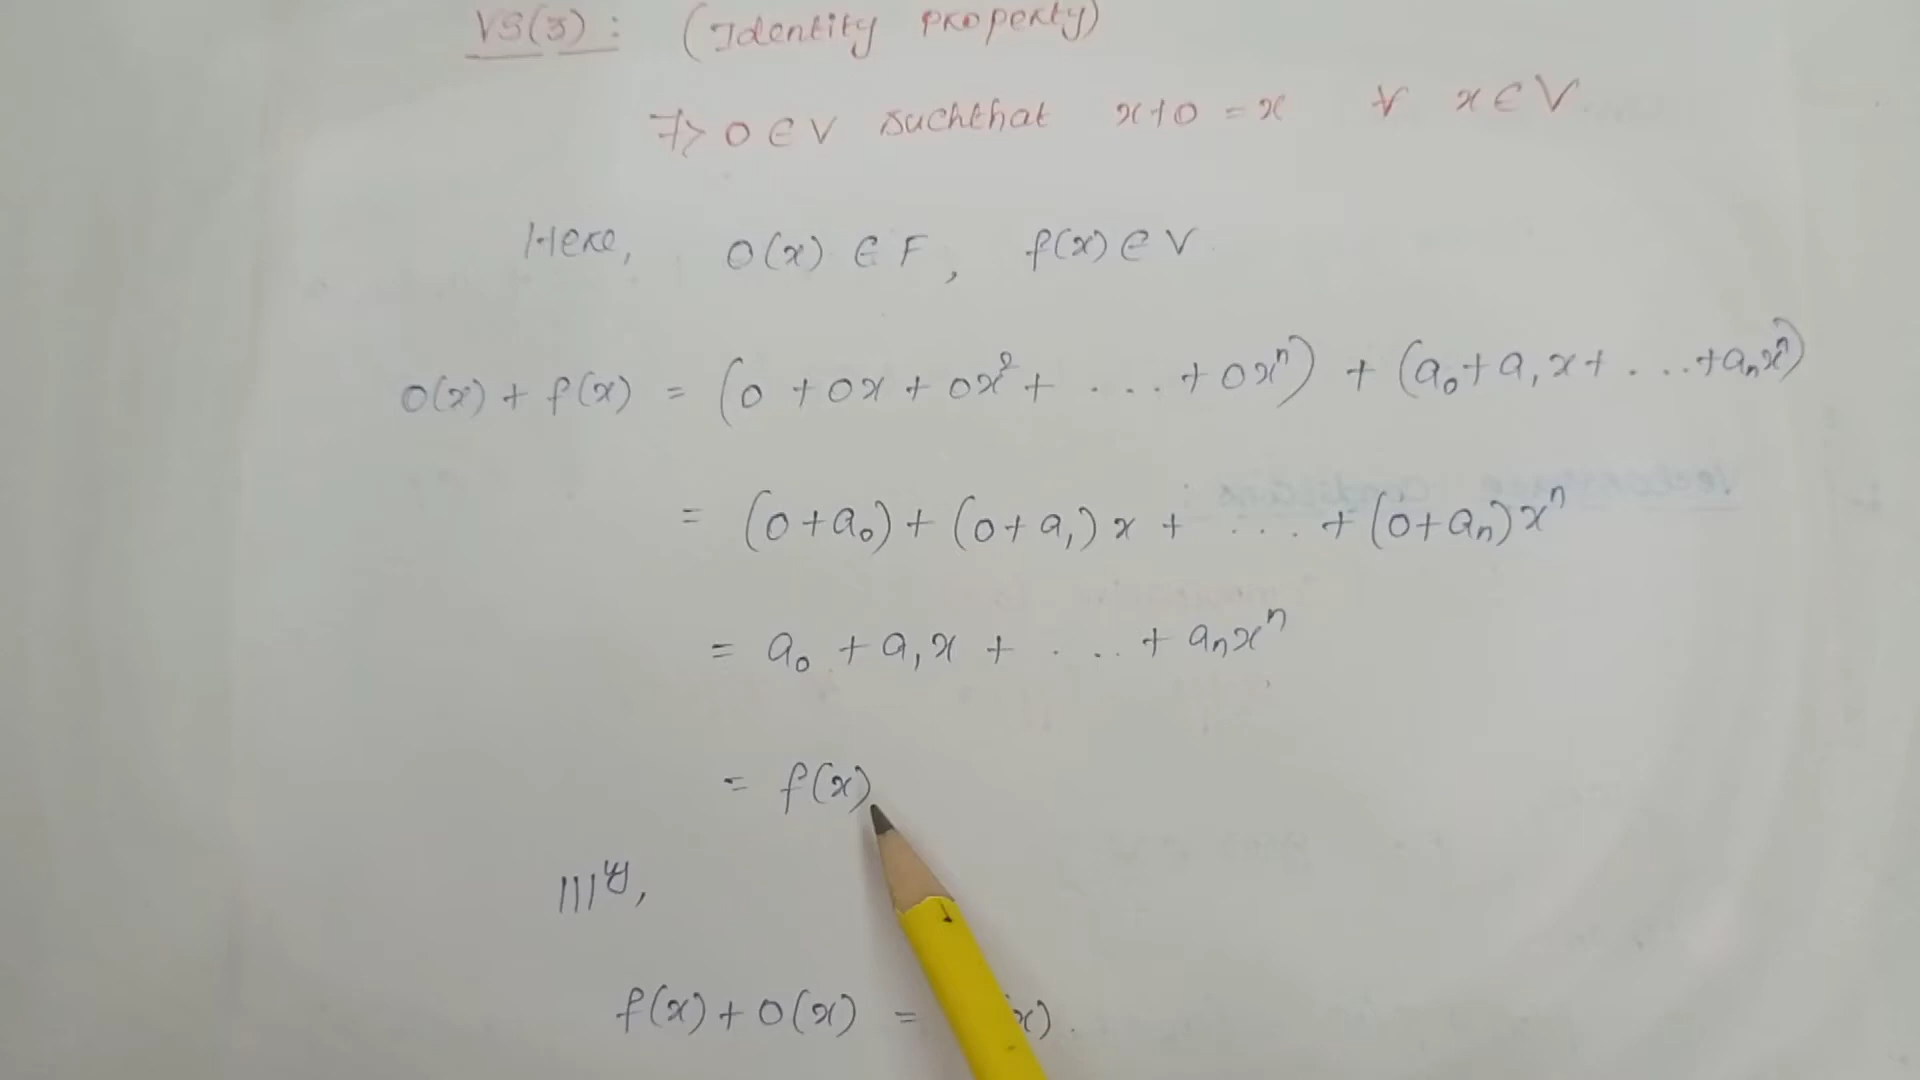 VS(3) : (Identity property)
∃ 0 ∈ V suchthat x+0 = x ∀ x ∈ V
Here, 0(x) ∈ F, f(x) ∈ V
0(x) + f(x) = (0 + 0x + 0x² + . . . + 0xⁿ) + (a₀ + a₁x + . . . + aₙxⁿ)
= (0 + a₀) + (0 + a₁) x + . . . + (0 + aₙ) xⁿ
= a₀ + a₁x + . . . + aₙxⁿ
= f(x)
|||ly,
f(x) + 0(x) = x).